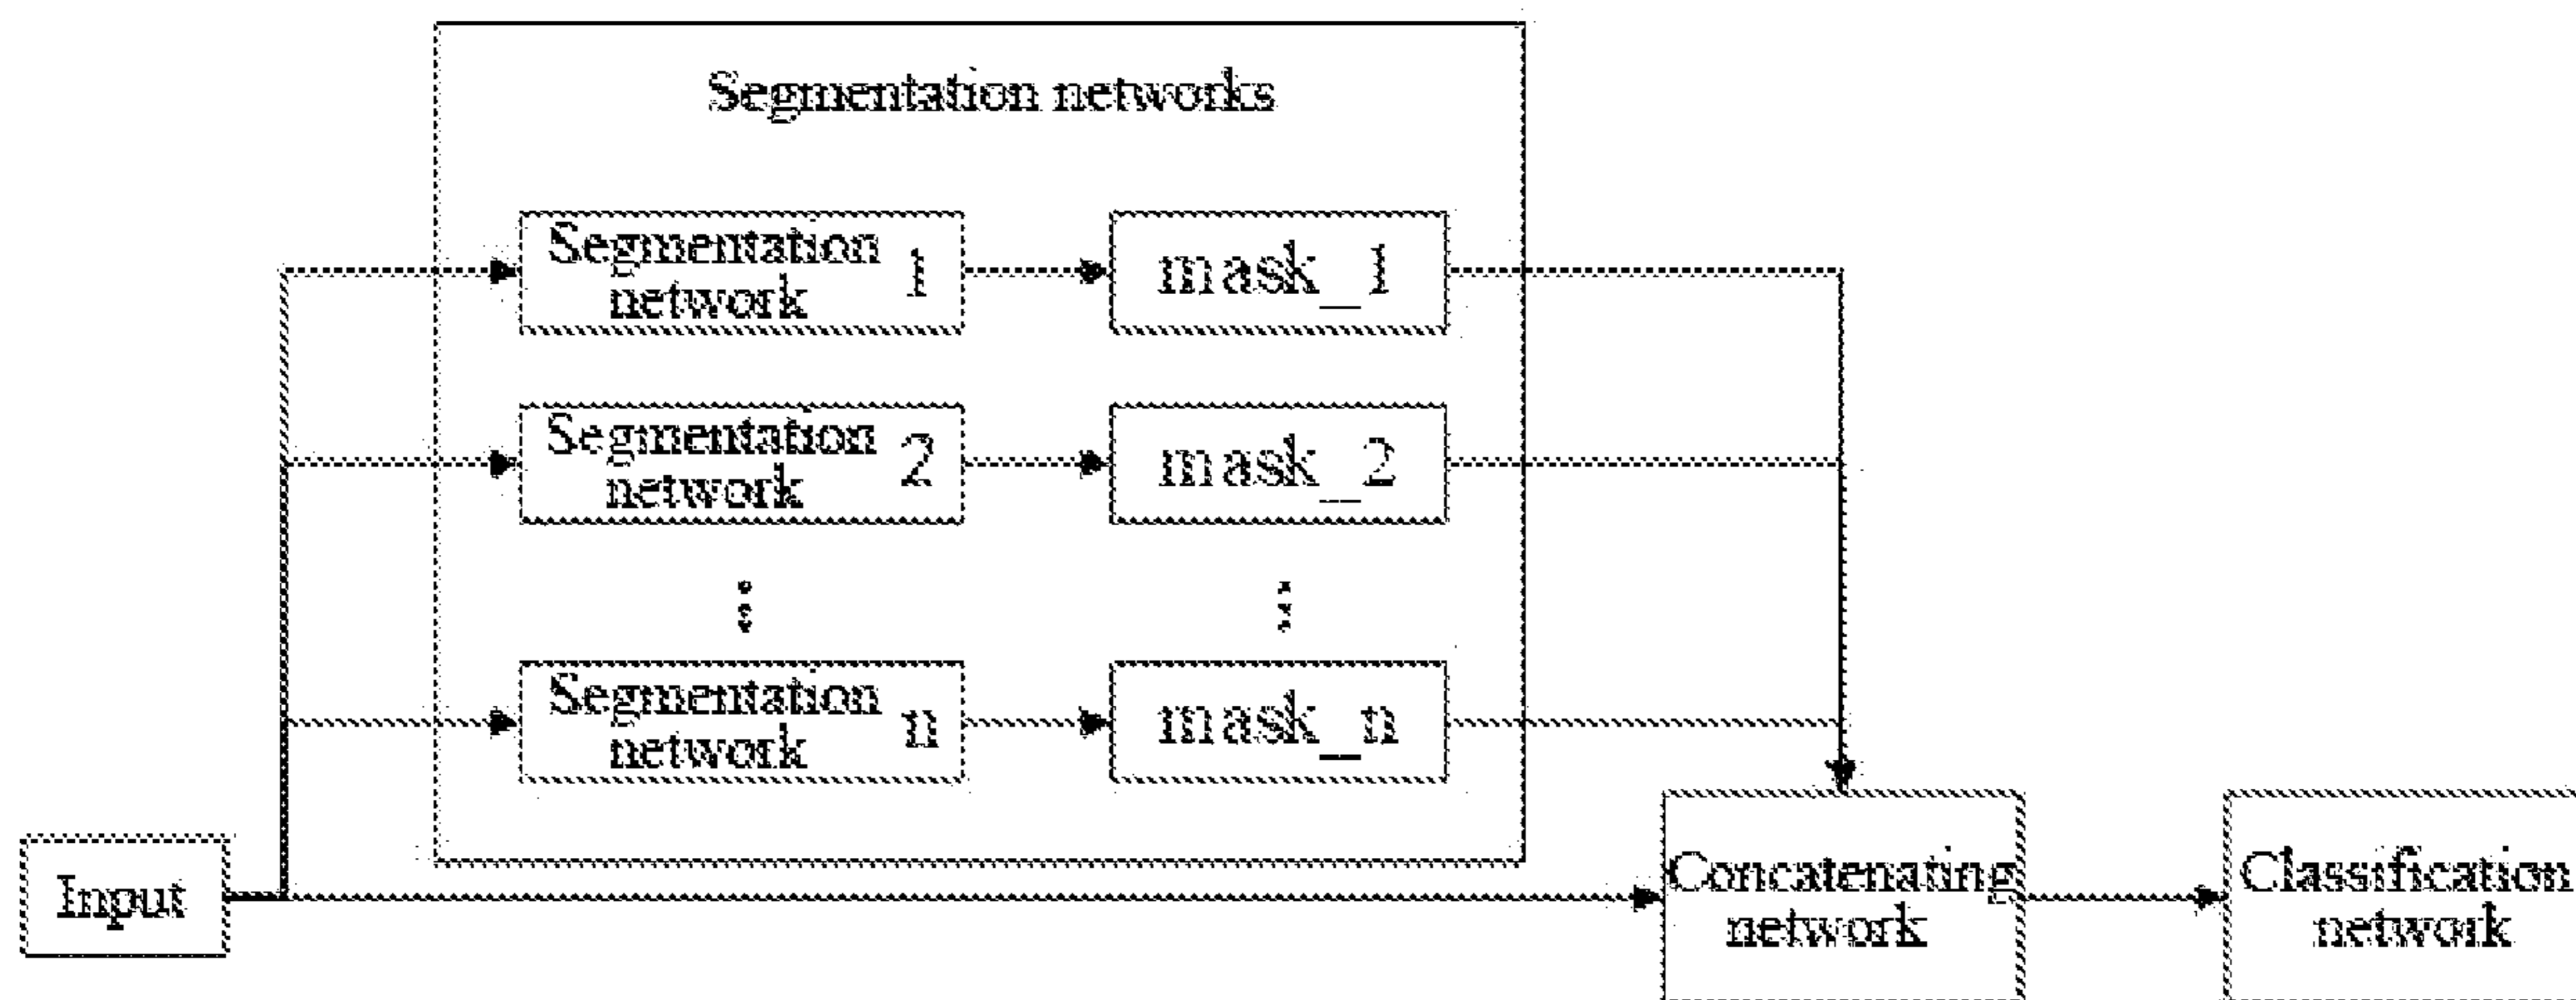 Segmentation networks
Segmentation
network 1
mask_1
Segmentation
network 2
mask_2
Segmentation
network n
mask_n
Input
Concatenating
network
Classification
network